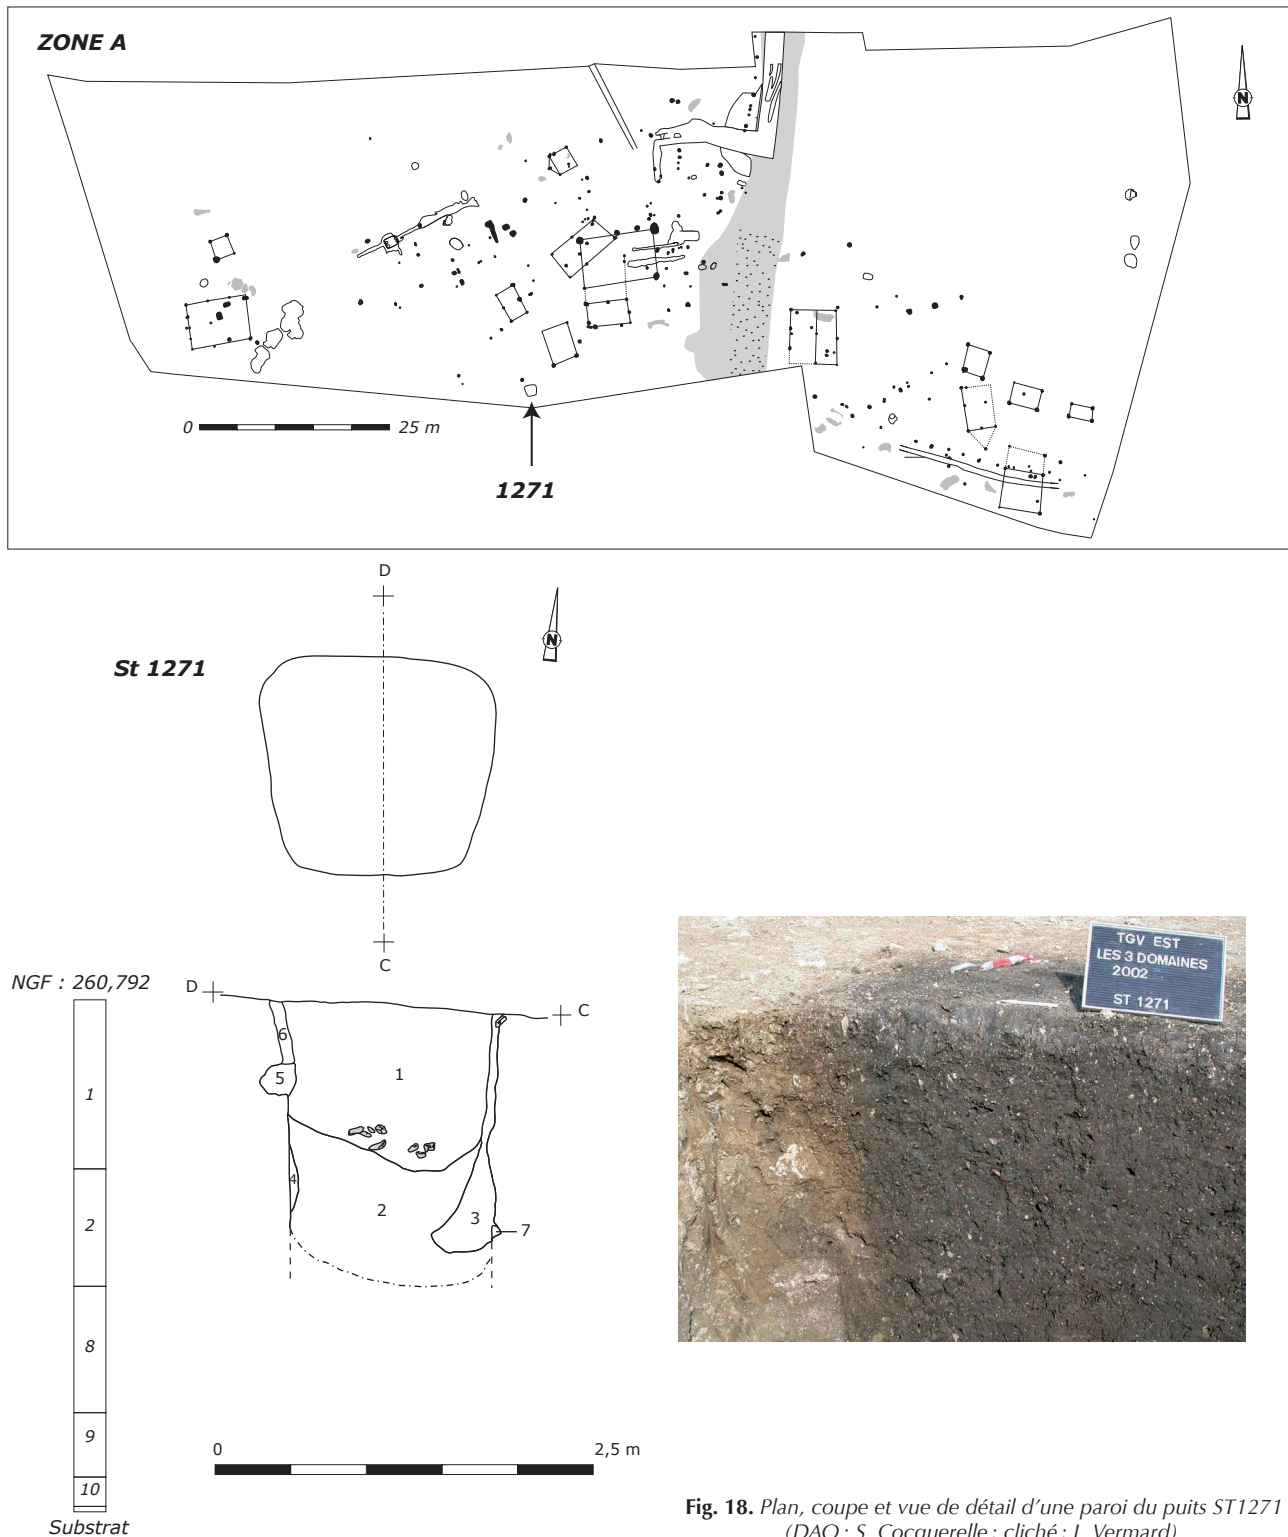 ZONE A
N
0
25 m
1271
D
N
St 1271
C
NGF : 260,792
D
C
6
5
1
1
4
2
3
7
2
8
9
10
Substrat
0
2,5 m
TGV EST
LES 3 DOMAINES
2002
ST 1271
Fig. 18. Plan, coupe et vue de détail d'une paroi du puits ST1271
(DAO : S. Cocquerelle ; cliché : L. Vermard)